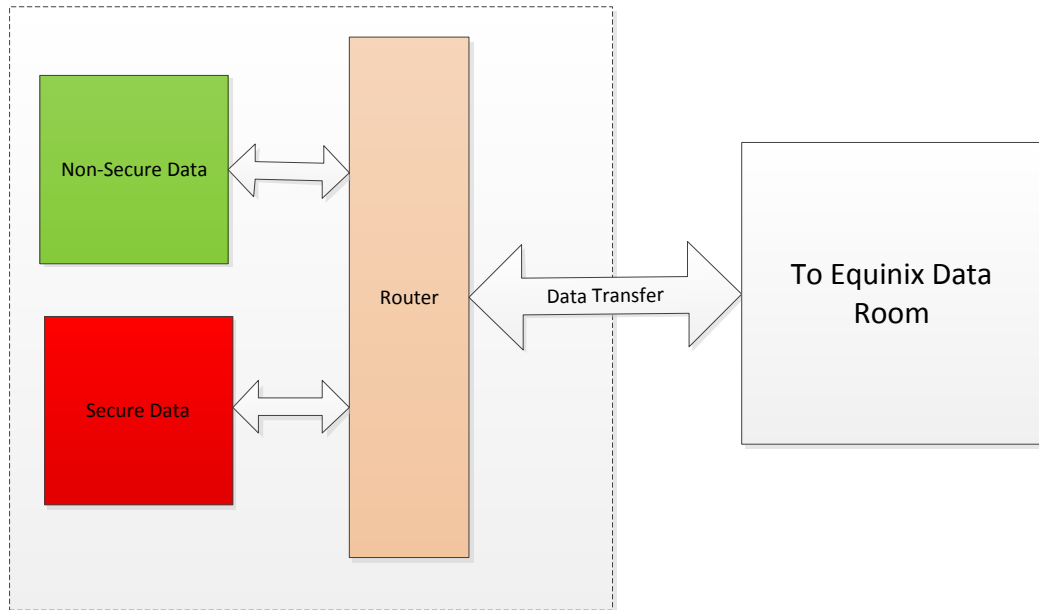 Non-Secure Data
Router
Data Transfer
To Equinix Data
Room
Secure Data